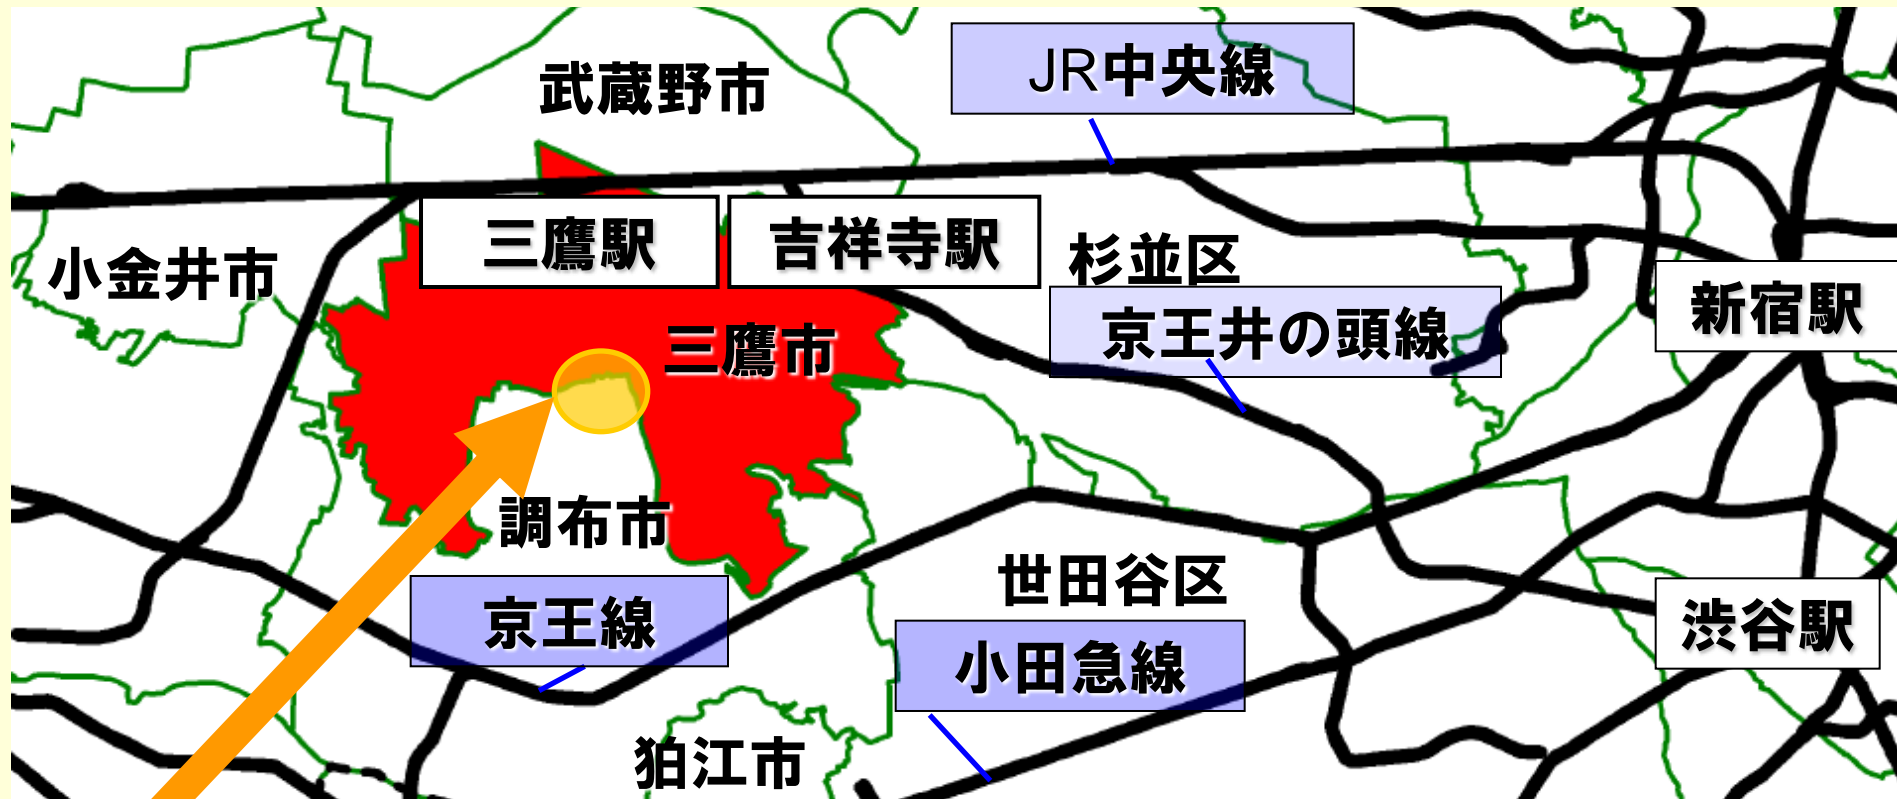 武蔵野市
JR中央線
三鷹駅
吉祥寺駅
杉並区
小金井市
京王井の頭線
新宿駅
三鷹市
調布市
世田谷区
京王線
小田急線
渋谷駅
狛江市